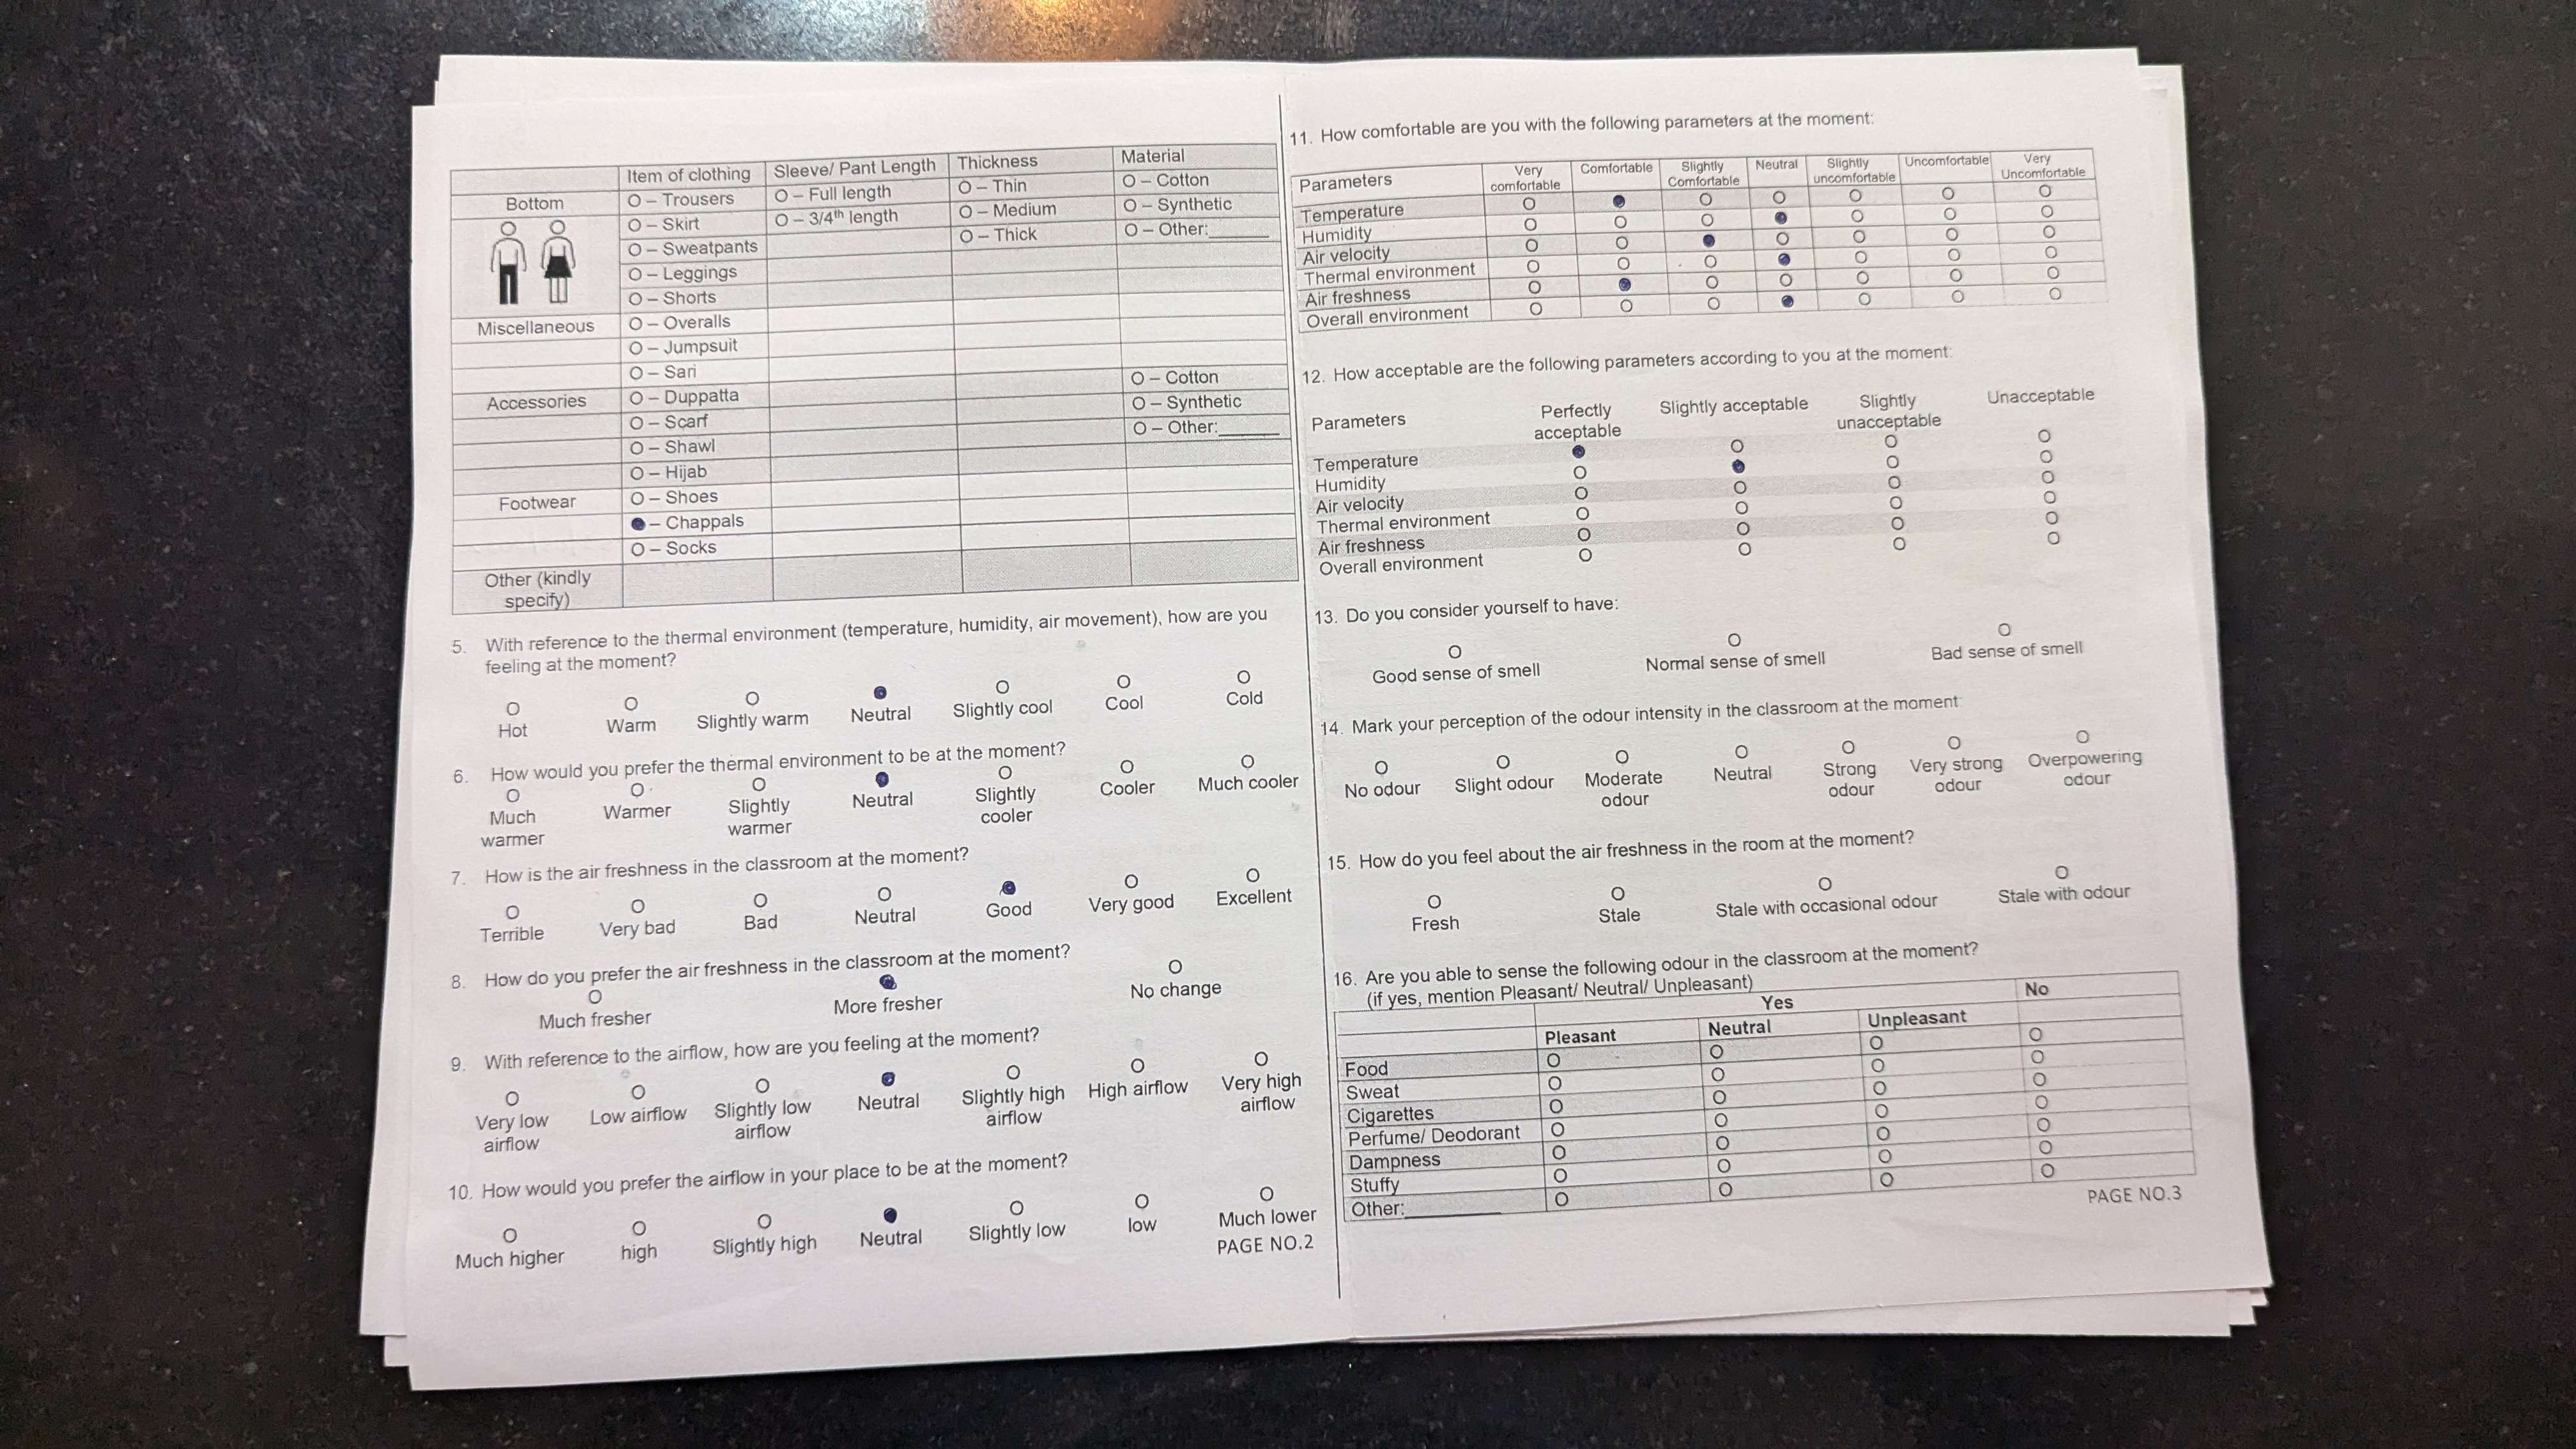 Item of clothing Sleeve/ Pant Length Thickness Material
Bottom O – Trousers O – Full length O – Thin O – Cotton
O – Skirt O – 3/4th length O – Medium O – Synthetic
O – Sweatpants O – Thick O – Other:______
O – Leggings
O – Shorts
Miscellaneous O – Overalls
O – Jumpsuit
O – Sari
Accessories O – Duppatta O – Cotton
O – Scarf O – Synthetic
O – Shawl O – Other:______
O – Hijab
Footwear O – Shoes
● – Chappals
O – Socks
Other (kindly
specify)
5. With reference to the thermal environment (temperature, humidity, air movement), how are you
feeling at the moment?
O O O ● O O O
Hot Warm Slightly warm Neutral Slightly cool Cool Cold
6. How would you prefer the thermal environment to be at the moment?
O O O ● O O O
Much Warmer Slightly Neutral Slightly Cooler Much cooler
warmer warmer cooler
7. How is the air freshness in the classroom at the moment?
O O O O ● O O
Terrible Very bad Bad Neutral Good Very good Excellent
8. How do you prefer the air freshness in the classroom at the moment?
O ● O
Much fresher More fresher No change
9. With reference to the airflow, how are you feeling at the moment?
O O O ● O O O
Very low Low airflow Slightly low Neutral Slightly high High airflow Very high
airflow airflow airflow airflow
10. How would you prefer the airflow in your place to be at the moment?
O O O ● O O O
Much higher high Slightly high Neutral Slightly low low Much lower
PAGE NO.2
11. How comfortable are you with the following parameters at the moment:
Parameters Very Comfortable Slightly Neutral Slightly Uncomfortable Very
comfortable Comfortable uncomfortable Uncomfortable
Temperature O ● O O O O O
Humidity O O O ● O O O
Air velocity O O ● O O O O
Thermal environment O O O ● O O O
Air freshness O ● O O O O O
Overall environment O O O ● O O O
12. How acceptable are the following parameters according to you at the moment:
Parameters Perfectly Slightly acceptable Slightly Unacceptable
acceptable unacceptable
Temperature ● O O O
Humidity O ● O O
Air velocity O O O O
Thermal environment O O O O
Air freshness O O O O
Overall environment O O O O
13. Do you consider yourself to have:
O O O
Good sense of smell Normal sense of smell Bad sense of smell
14. Mark your perception of the odour intensity in the classroom at the moment:
O O O O O O O
No odour Slight odour Moderate Neutral Strong Very strong Overpowering
odour odour odour odour
15. How do you feel about the air freshness in the room at the moment?
O O O O
Fresh Stale Stale with occasional odour Stale with odour
16. Are you able to sense the following odour in the classroom at the moment?
(if yes, mention Pleasant/ Neutral/ Unpleasant)
Yes No
Pleasant Neutral Unpleasant
Food O O O O
Sweat O O O O
Cigarettes O O O O
Perfume/ Deodorant O O O O
Dampness O O O O
Stuffy O O O O
Other:__________ O O O O
PAGE NO.3